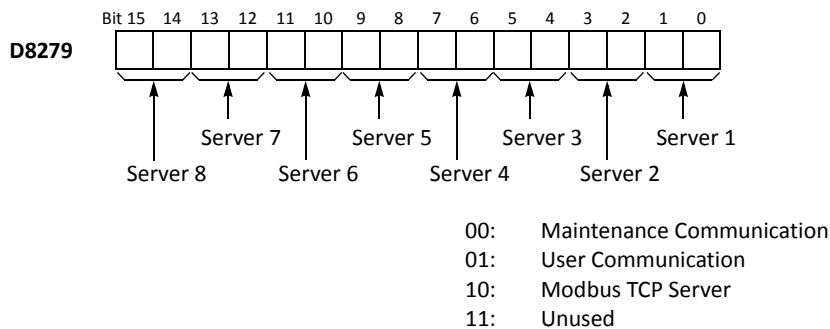 Bit 15 14 13 12 11 10 9 8 7 6 5 4 3 2 1 0
D8279
Server 7 Server 5 Server 3 Server 1
Server 8 Server 6 Server 4 Server 2
00: Maintenance Communication
01: User Communication
10: Modbus TCP Server
11: Unused